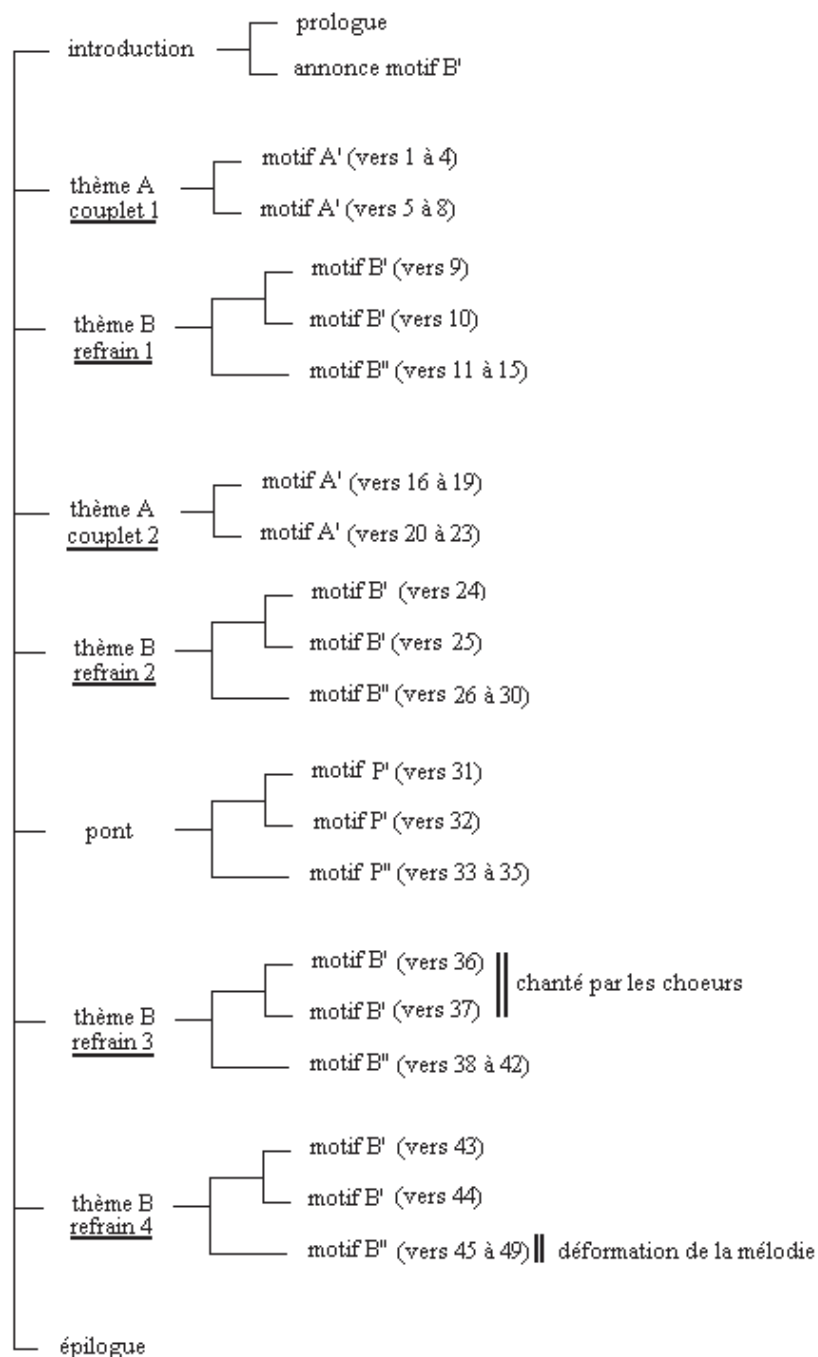 prologue
introduction
annonce motif B'
motif A' (vers 1 à 4)
thème A
couplet 1
motif A' (vers 5 à 8)
motif B' (vers 9)
thème B
motif B' (vers 10)
refrain 1
motif B" (vers 11 à 15)
motif A' (vers 16 à 19)
thème A
couplet 2
motif A' (vers 20 à 23)
motif B' (vers 24)
thème B
motif B' (vers 25)
refrain 2
motif B" (vers 26 à 30)
motif P' (vers 31)
pont
motif P' (vers 32)
motif P" (vers 33 à 35)
motif B' (vers 36)
chanté par les choeurs
thème B
motif B' (vers 37)
refrain 3
motif B" (vers 38 à 42)
motif B' (vers 43)
thème B
motif B' (vers 44)
refrain 4
motif B" (vers 45 à 49) déformation de la mélodie
épilogue